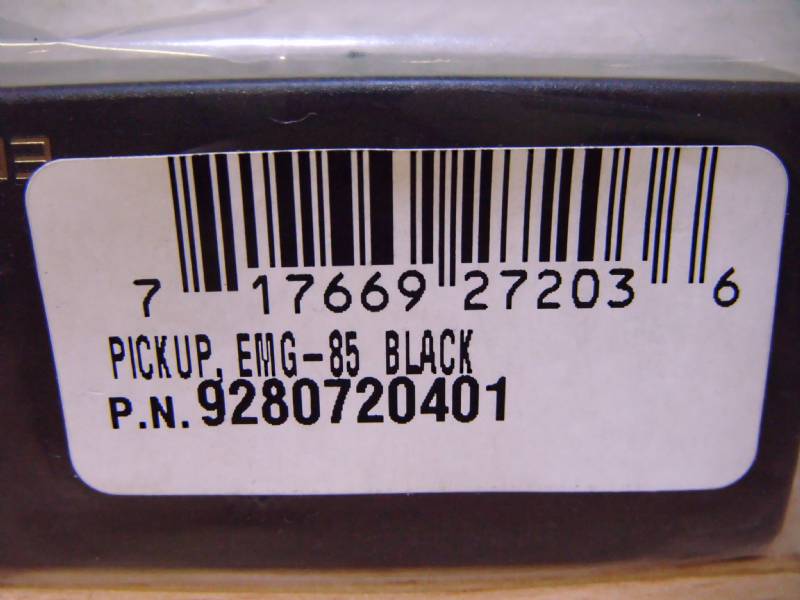 7 17669 27203 6
PICKUP, EMG-85 BLACK
P.N. 9280720401